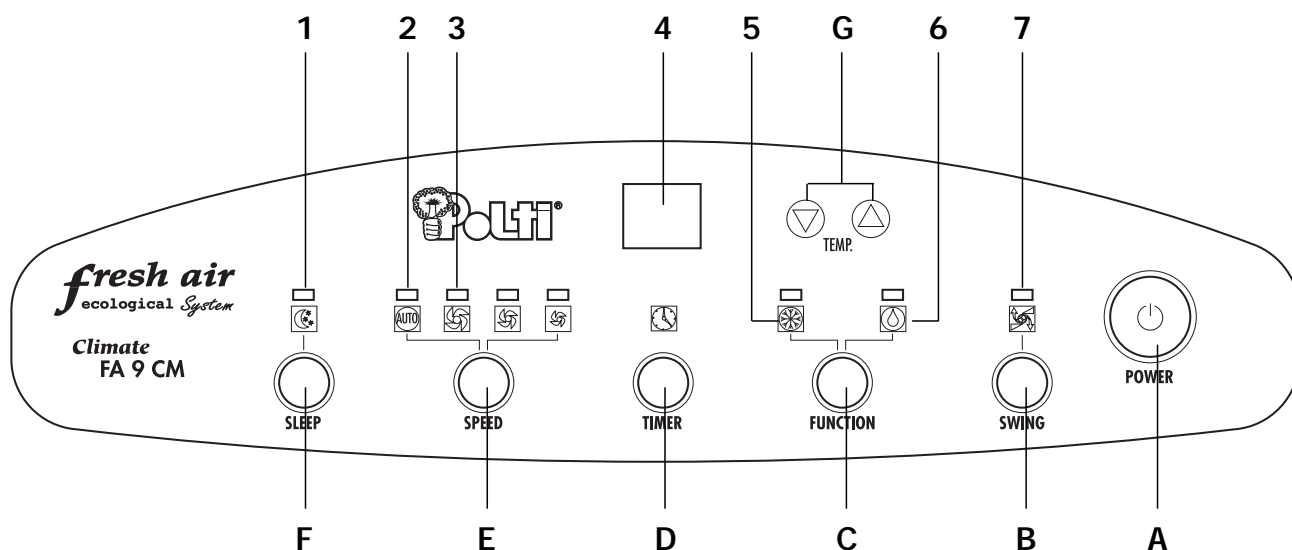 1 2 3 4 5 G 6 7
Polti®
TEMP.
fresh air
ecological System
AUTO
Climate
FA 9 CM
POWER
SLEEP SPEED TIMER FUNCTION SWING
F E D C B A